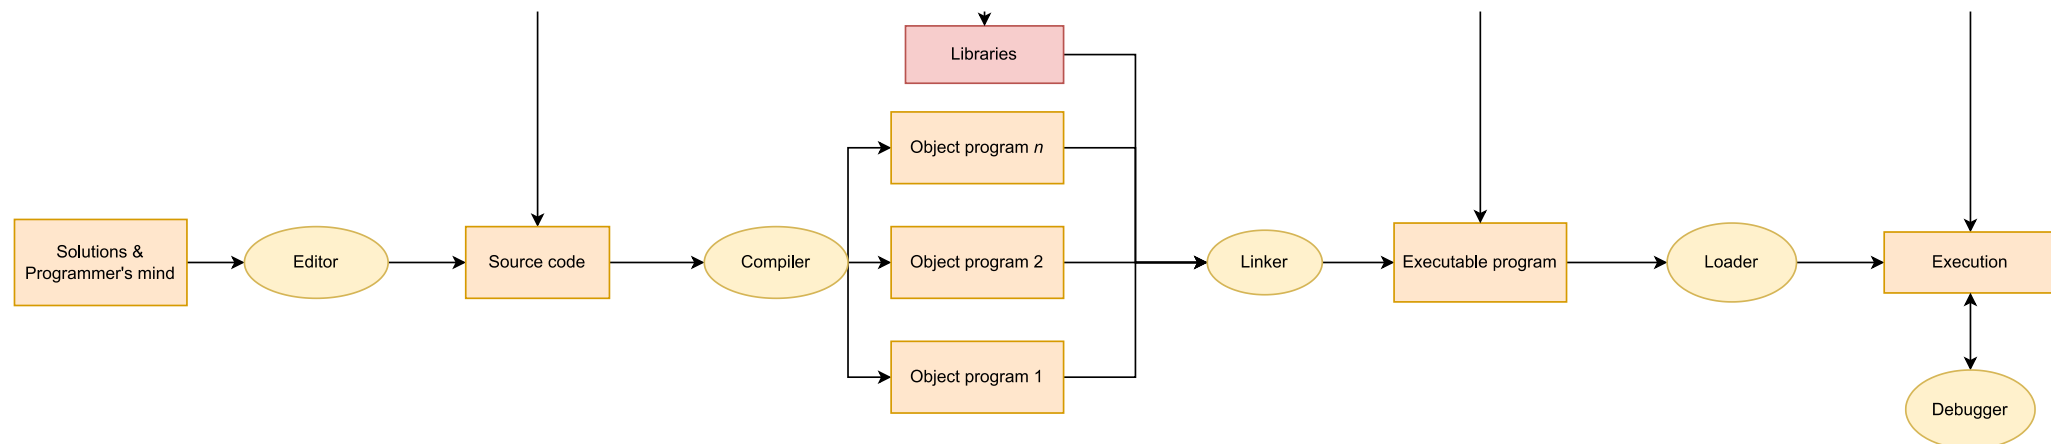 Libraries
Object program n
Solutions &
Programmer's mind
Editor
Source code
Compiler
Object program 2
Linker
Executable program
Loader
Execution
Object program 1
Debugger